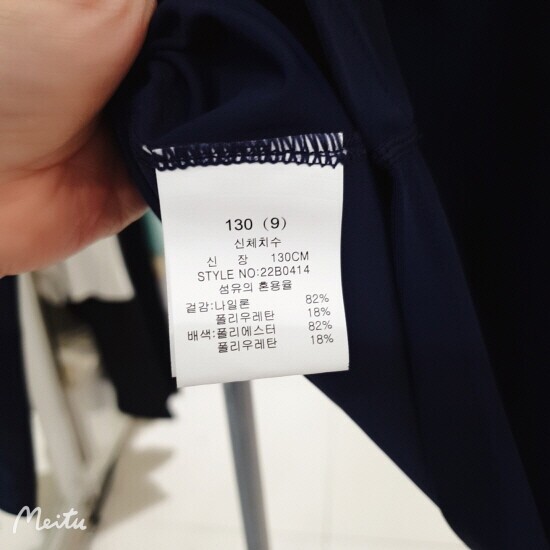 130 (9)
신체치수
신 장 130CM
STYLE NO:22B0414
섬유의 혼용율
겉감:나일론 82%
폴리우레탄 18%
배색:폴리에스터 82%
폴리우레탄 18%
Meitu